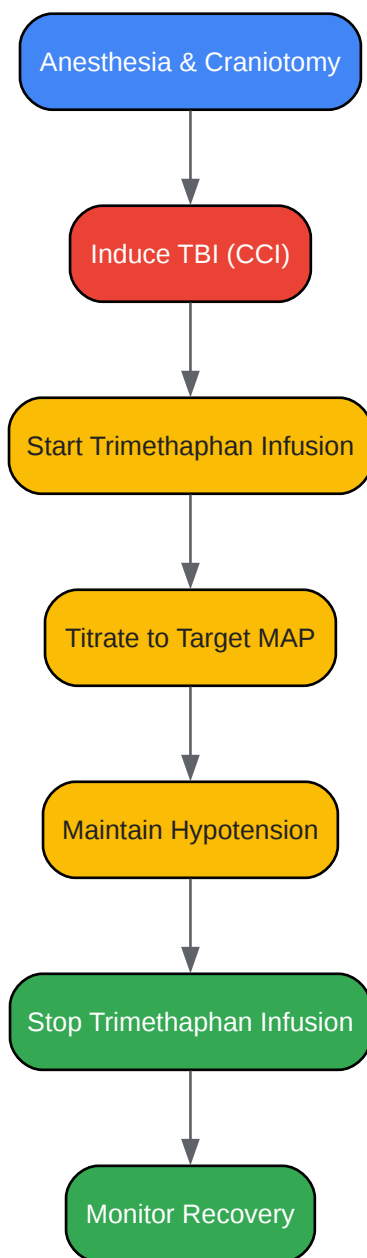 Anesthesia & Craniotomy
Induce TBI (CCI)
Start Trimethaphan Infusion
Titrate to Target MAP
Maintain Hypotension
Stop Trimethaphan Infusion
Monitor Recovery